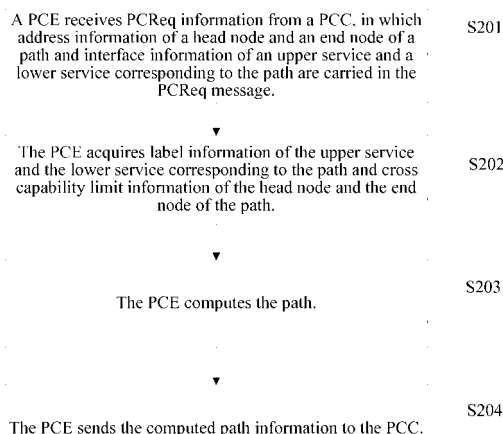 A PCE receives PCReq information from a PCC, in which
address information of a head node and an end node of a
path and interface information of an upper service and a
lower service corresponding to the path are carried in the
PCReq message.
S201
The PCE acquires label information of the upper service
and the lower service corresponding to the path and cross
capability limit information of the head node and the end
node of the path.
S202
The PCE computes the path.
S203
The PCE sends the computed path information to the PCC.
S204